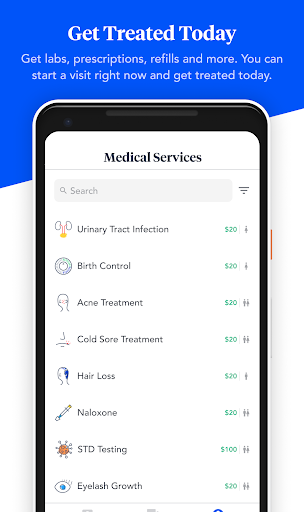 Get Treated Today
Get labs, prescriptions, refills and more. You can
start a visit right now and get treated today.
Medical Services
Search
Urinary Tract Infection $20
Birth Control $20
Acne Treatment $20
Cold Sore Treatment $20
Hair Loss $20
Naloxone $20
STD Testing $100
Eyelash Growth $20